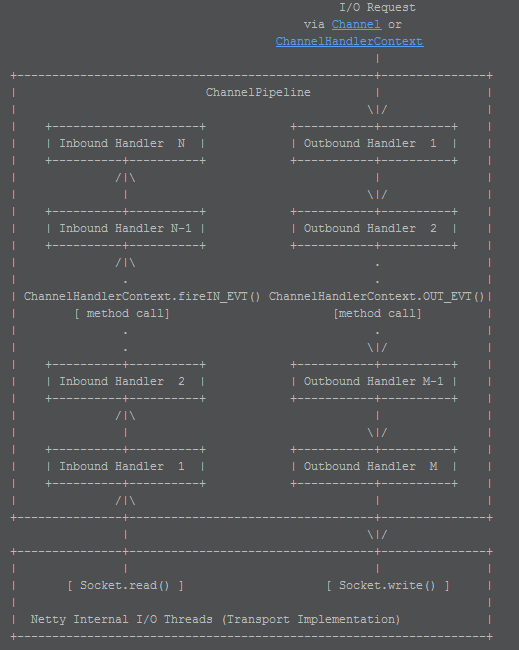 I/O Request
via Channel or
ChannelHandlerContext
|
+---------------------------------------------------+---------------+
|                           ChannelPipeline         |               |
|                                                  \|/              |
|    +---------------------+            +-----------+----------+    |
|    | Inbound Handler  N  |            | Outbound Handler  1  |    |
|    +----------+----------+            +-----------+----------+    |
|              /|\                                  |               |
|               |                                  \|/              |
|    +----------+----------+            +-----------+----------+    |
|    | Inbound Handler N-1 |            | Outbound Handler  2  |    |
|    +----------+----------+            +-----------+----------+    |
|              /|\                                  .               |
|               .                                   .               |
| ChannelHandlerContext.fireIN_EVT() ChannelHandlerContext.OUT_EVT()|
|        [ method call]                       [method call]         |
|               .                                   .               |
|               .                                  \|/              |
|    +----------+----------+            +-----------+----------+    |
|    | Inbound Handler  2  |            | Outbound Handler M-1 |    |
|    +----------+----------+            +-----------+----------+    |
|              /|\                                  |               |
|               |                                  \|/              |
|    +----------+----------+            +-----------+----------+    |
|    | Inbound Handler  1  |            | Outbound Handler  M  |    |
|    +----------+----------+            +-----------+----------+    |
|              /|\                                  |               |
+---------------+-----------------------------------+---------------+
                |                                  \|/
+---------------+-----------------------------------+---------------+
|               |                                   |               |
|       [ Socket.read() ]                    [ Socket.write() ]     |
|                                                                   |
|  Netty Internal I/O Threads (Transport Implementation)            |
+-------------------------------------------------------------------+